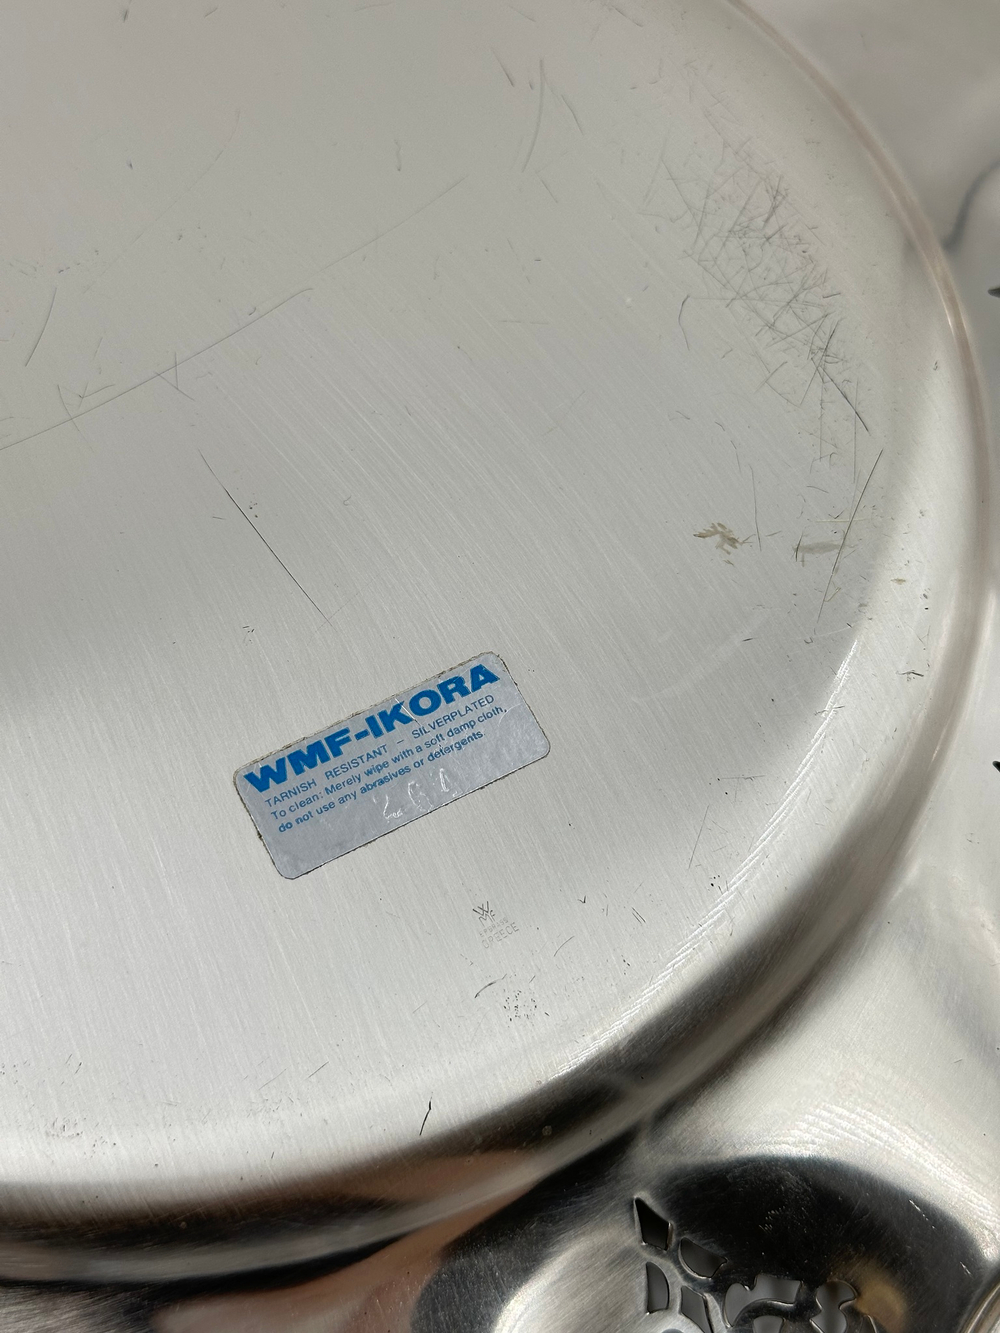 WMF-IKORA
TARNISH RESISTANT – SILVERPLATED
To clean: Merely wipe with a soft damp cloth,
do not use any abrasives or detergents
WMF
GREECE